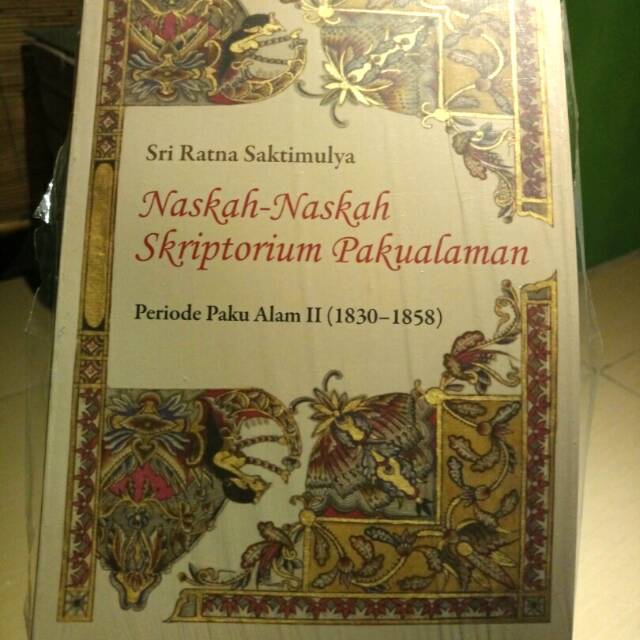 Sri Ratna Saktimulya
Naskah-Naskah
Skriptorium Pakualaman
Periode Paku Alam II (1830–1858)